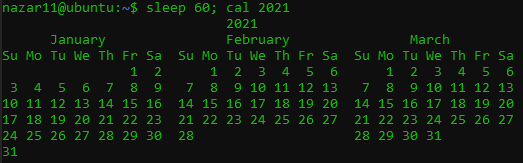 nazar11@ubuntu:~$ sleep 60; cal 2021
                            2021
      January               February               March
Su Mo Tu We Th Fr Sa  Su Mo Tu We Th Fr Sa  Su Mo Tu We Th Fr Sa
                1  2      1  2  3  4  5  6      1  2  3  4  5  6
 3  4  5  6  7  8  9   7  8  9 10 11 12 13   7  8  9 10 11 12 13
10 11 12 13 14 15 16  14 15 16 17 18 19 20  14 15 16 17 18 19 20
17 18 19 20 21 22 23  21 22 23 24 25 26 27  21 22 23 24 25 26 27
24 25 26 27 28 29 30  28                    28 29 30 31
31